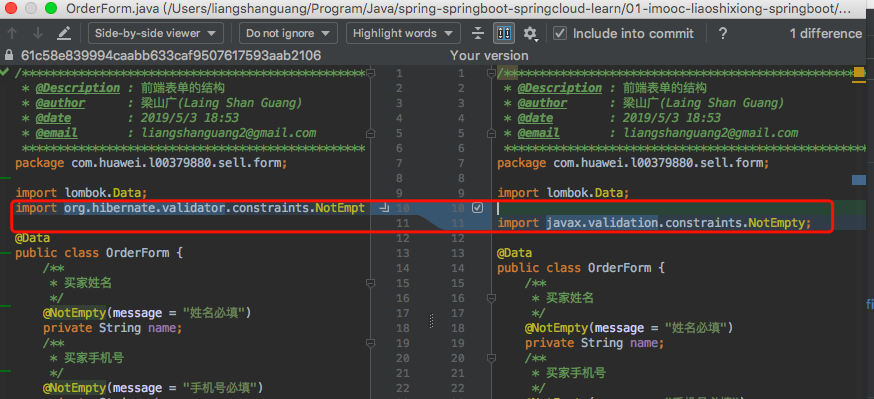 OrderForm.java (/Users/liangshanguang/Program/Java/spring-springboot-springcloud-learn/01-imooc-liaoshixiong-springboot/...
Side-by-side viewer Do not ignore Highlight words Include into commit ? 1 difference
61c58e839994caabb633caf9507617593aab2106 Your version
/************************************************** 1 1 /**************************************************
* @Description : 前端表单的结构 2 2 * @Description : 前端表单的结构
* @author : 梁山广(Laing Shan Guang) 3 3 * @author : 梁山广(Laing Shan Guang)
* @date : 2019/5/3 18:53 4 4 * @date : 2019/5/3 18:53
* @email : liangshanguang2@gmail.com 5 5 * @email : liangshanguang2@gmail.com
************************************************** 6 6 **************************************************
package com.huawei.l00379880.sell.form; 7 7 package com.huawei.l00379880.sell.form;
8 8
import lombok.Data; 9 9 import lombok.Data;
import org.hibernate.validator.constraints.NotEmpt 10 10
11 11 import javax.validation.constraints.NotEmpty;
@Data 12 12
public class OrderForm { 13 13 @Data
/** 14 14 public class OrderForm {
* 买家姓名 15 15 /**
*/ 16 16 * 买家姓名
@NotEmpty(message = "姓名必填") 17 17 */
private String name; 18 18 @NotEmpty(message = "姓名必填")
/** 19 19 private String name;
* 买家手机号 20 20 /**
*/ 21 21 * 买家手机号
@NotEmpty(message = "手机号必填") 22 22 */